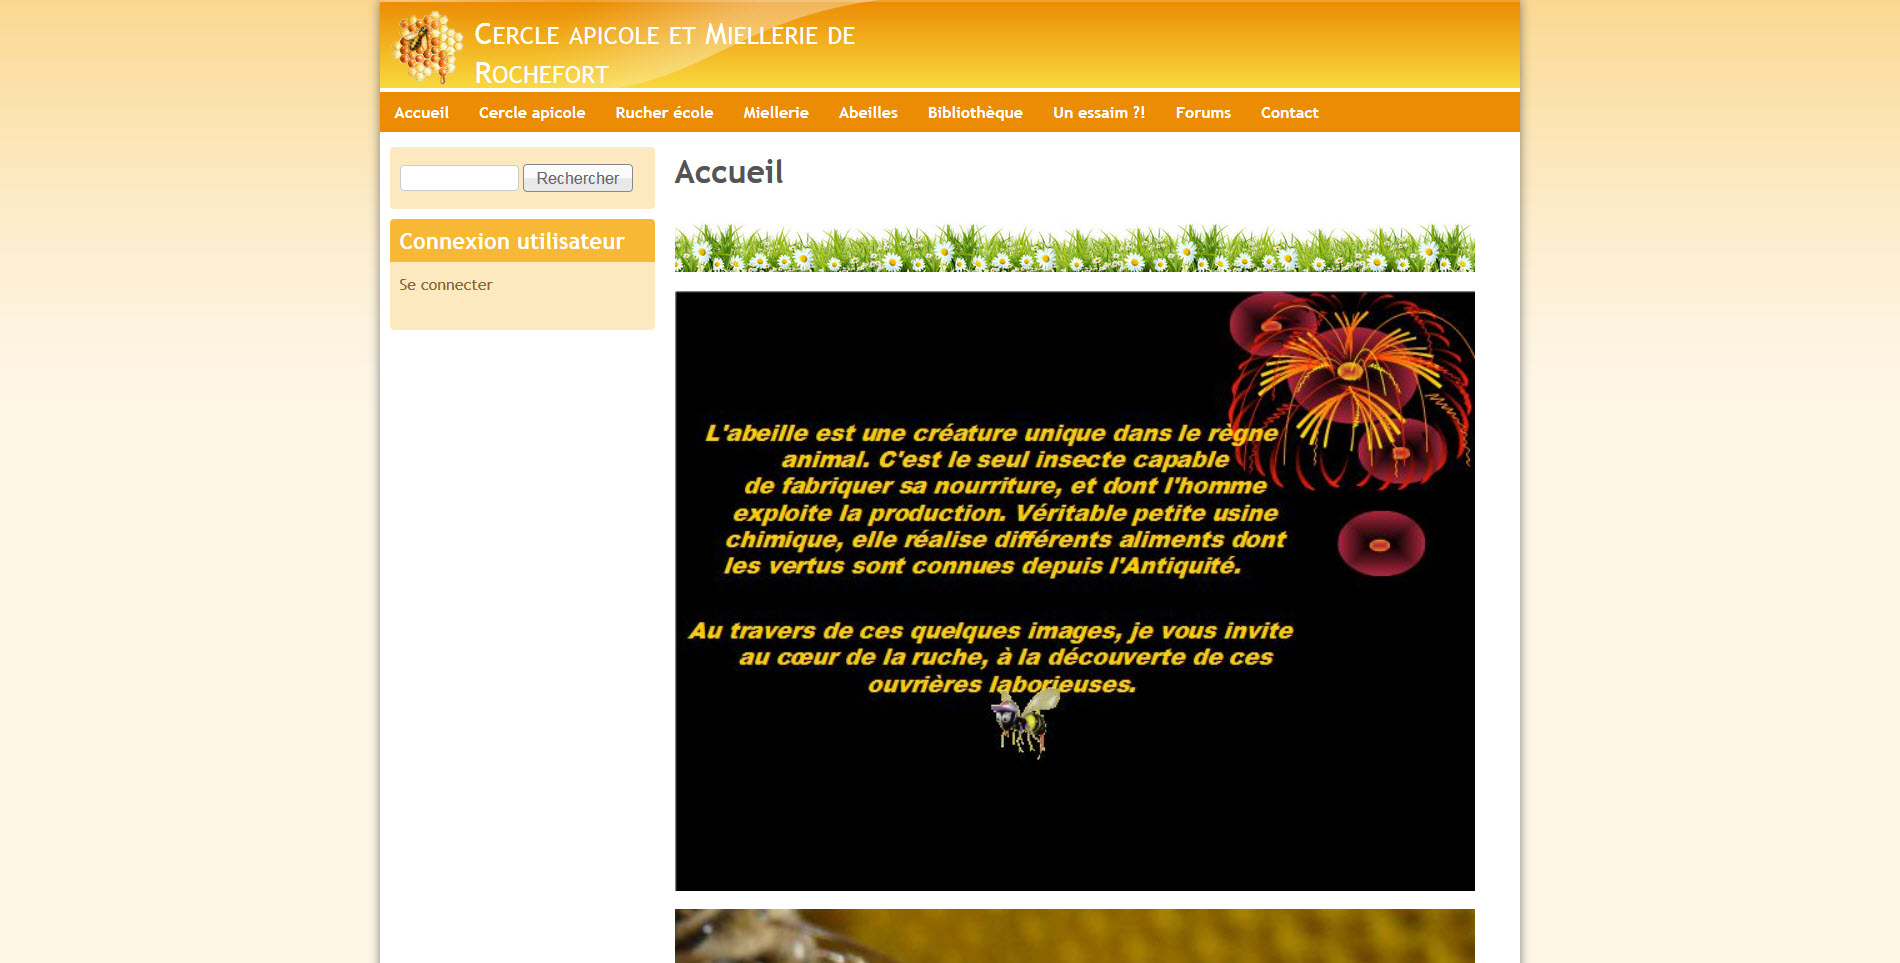 Cercle apicole et Miellerie de
Rochefort
Accueil Cercle apicole Rucher école Miellerie Abeilles Bibliothèque Un essaim ?! Forums Contact
Rechercher
Connexion utilisateur
Se connecter
Accueil
L'abeille est une créature unique dans le règne
animal. C'est le seul insecte capable
de fabriquer sa nourriture, et dont l'homme
exploite la production. Véritable petite usine
chimique, elle réalise différents aliments dont
les vertus sont connues depuis l'Antiquité.
Au travers de ces quelques images, je vous invite
au cœur de la ruche, à la découverte de ces
ouvrières laborieuses.